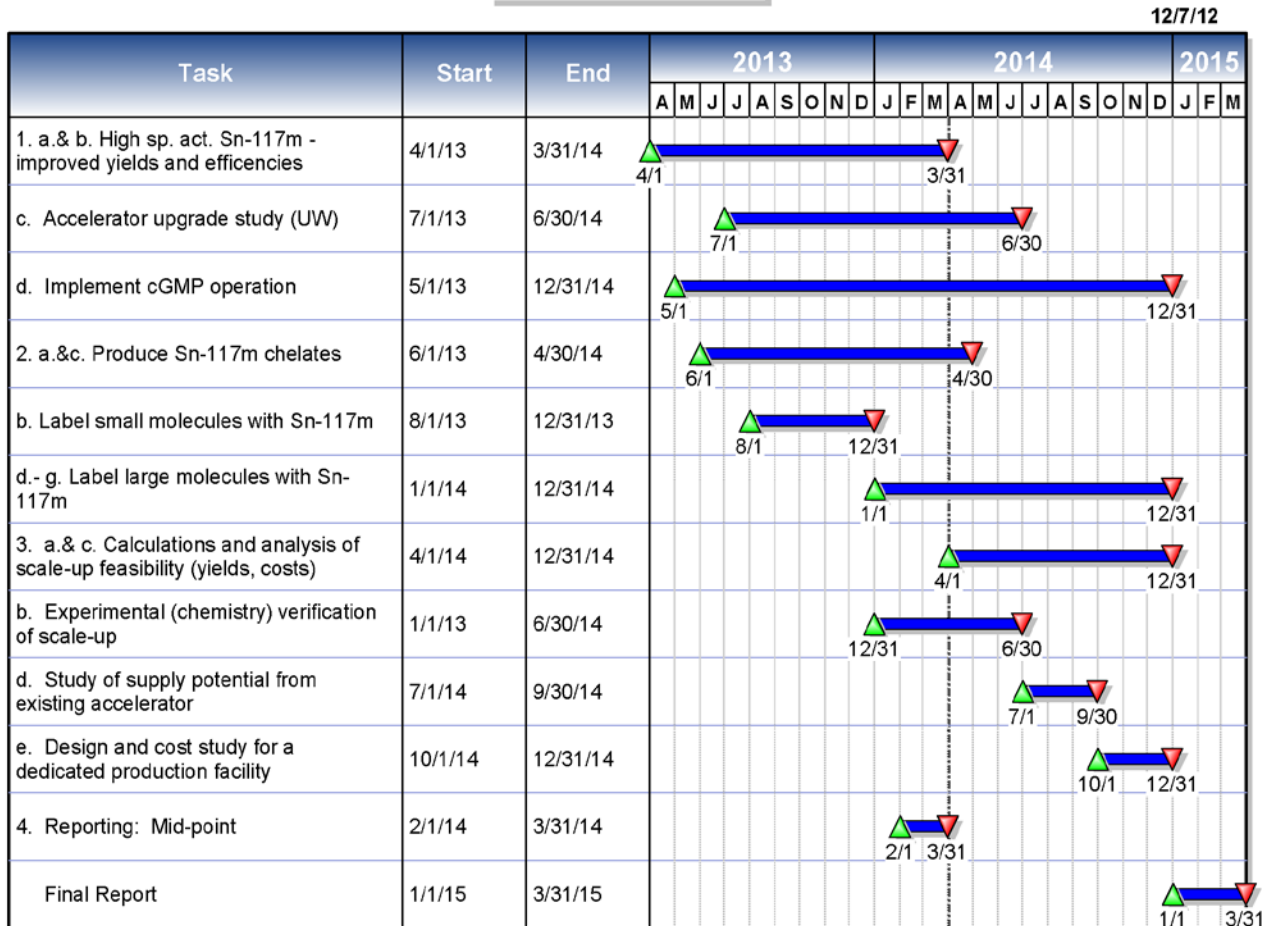 12/7/12
Task Start End 2013 2014 2015
A M J J A S O N D J F M A M J J A S O N D J F M
1. a.& b. High sp. act. Sn-117m -
improved yields and efficencies
4/1/13 3/31/14
4/1 3/31
c. Accelerator upgrade study (UW) 7/1/13 6/30/14
7/1 6/30
d. Implement cGMP operation 5/1/13 12/31/14
5/1 12/31
2. a.&c. Produce Sn-117m chelates 6/1/13 4/30/14
6/1 4/30
b. Label small molecules with Sn-117m 8/1/13 12/31/13
8/1 12/31
d.- g. Label large molecules with Sn-
117m
1/1/14 12/31/14
1/1 12/31
3. a.& c. Calculations and analysis of
scale-up feasibility (yields, costs)
4/1/14 12/31/14
4/1 12/31
b. Experimental (chemistry) verification
of scale-up
1/1/13 6/30/14
12/31 6/30
d. Study of supply potential from
existing accelerator
7/1/14 9/30/14
7/1 9/30
e. Design and cost study for a
dedicated production facility
10/1/14 12/31/14
10/1 12/31
4. Reporting: Mid-point 2/1/14 3/31/14
2/1 3/31
Final Report 1/1/15 3/31/15
1/1 3/31